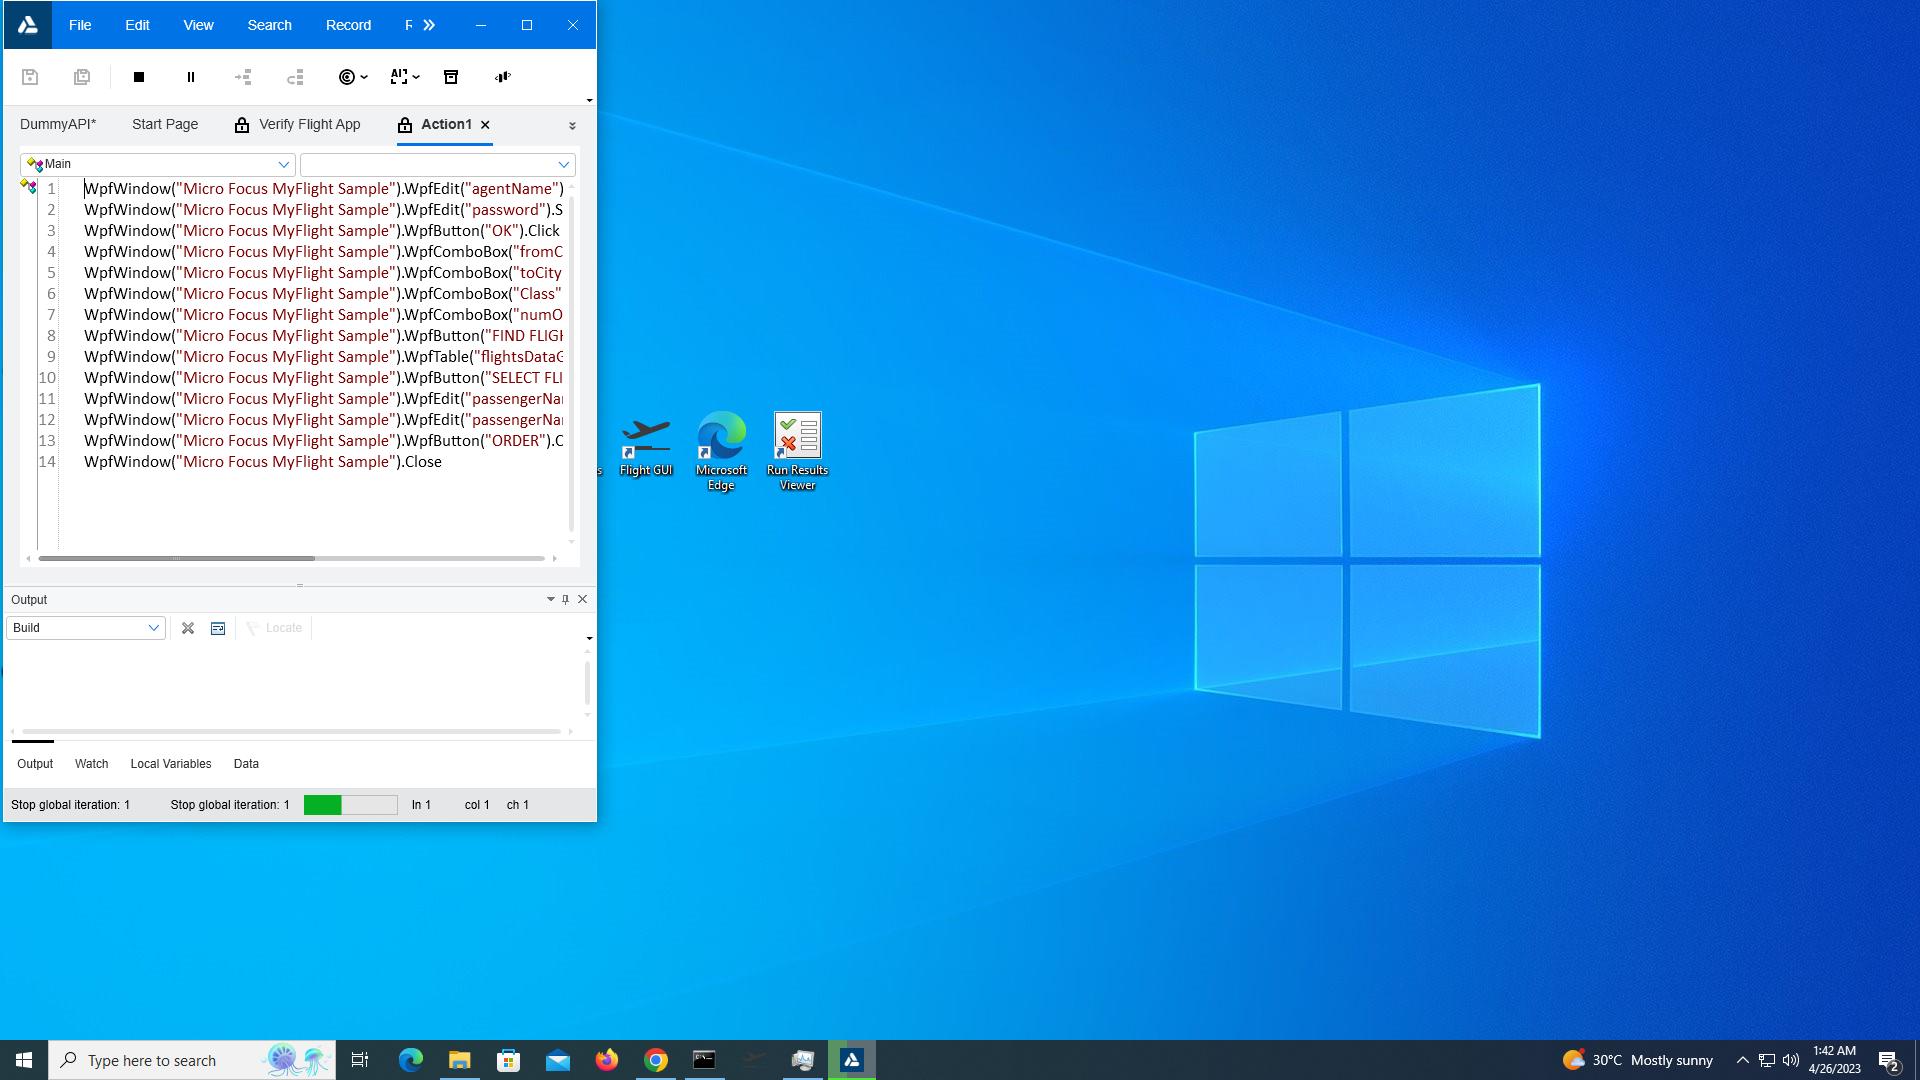 File Edit View Search Record R
DummyAPI* Start Page Verify Flight App Action1
Main
1 WpfWindow("Micro Focus MyFlight Sample").WpfEdit("agentName")
2 WpfWindow("Micro Focus MyFlight Sample").WpfEdit("password").S
3 WpfWindow("Micro Focus MyFlight Sample").WpfButton("OK").Click
4 WpfWindow("Micro Focus MyFlight Sample").WpfComboBox("fromC
5 WpfWindow("Micro Focus MyFlight Sample").WpfComboBox("toCity
6 WpfWindow("Micro Focus MyFlight Sample").WpfComboBox("Class"
7 WpfWindow("Micro Focus MyFlight Sample").WpfComboBox("numO
8 WpfWindow("Micro Focus MyFlight Sample").WpfButton("FIND FLIGH
9 WpfWindow("Micro Focus MyFlight Sample").WpfTable("flightsDataG
10 WpfWindow("Micro Focus MyFlight Sample").WpfButton("SELECT FLI
11 WpfWindow("Micro Focus MyFlight Sample").WpfEdit("passengerNam
12 WpfWindow("Micro Focus MyFlight Sample").WpfEdit("passengerNam
13 WpfWindow("Micro Focus MyFlight Sample").WpfButton("ORDER").C
14 WpfWindow("Micro Focus MyFlight Sample").Close
Output
Build Locate
Output Watch Local Variables Data
Stop global iteration: 1 Stop global iteration: 1 ln 1 col 1 ch 1
s
Flight GUI
Microsoft
Edge
Run Results
Viewer
Type here to search
30°C Mostly sunny
1:42 AM
4/26/2023
2